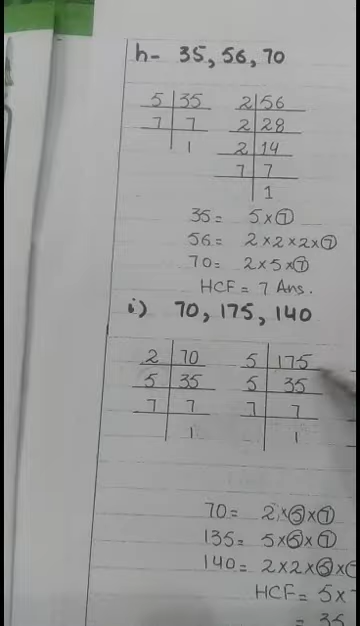 h- 35, 56, 70
5 | 35 2 | 56
7 | 7 2 | 28
1 2 | 14
7 | 7
1
35 = 5 × 7
56 = 2 × 2 × 2 × 7
70 = 2 × 5 × 7
HCF = 7 Ans.
i) 70, 175, 140
2 | 70 5 | 175
5 | 35 5 | 35
7 | 7 7 | 7
1 1
70 = 2 × 5 × 7
135 = 5 × 5 × 7
140 = 2 × 2 × 5 ×
HCF = 5 ×
= 35